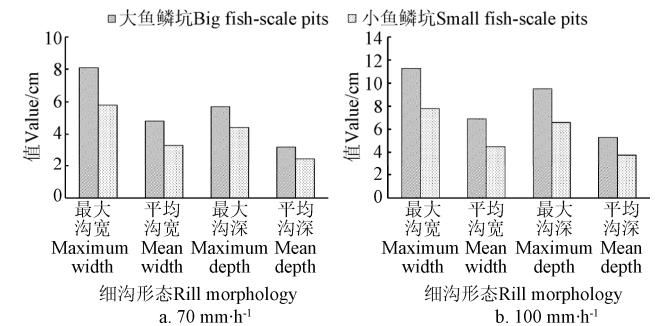 大鱼鳞坑Big fish-scale pits
小鱼鳞坑Small fish-scale pits
值Value/cm
10
8
6
4
2
0
最大 平均 最大 平均
沟宽 沟宽 沟深 沟深
Maximum Mean Maximum Mean
width width depth depth
细沟形态Rill morphology
a. 70 mm·h-1
值Value/cm
14
12
10
8
6
4
2
0
最大 平均 最大 平均
沟宽 沟宽 沟深 沟深
Maximum Mean Maximum Mean
width width depth depth
细沟形态Rill morphology
b. 100 mm·h-1